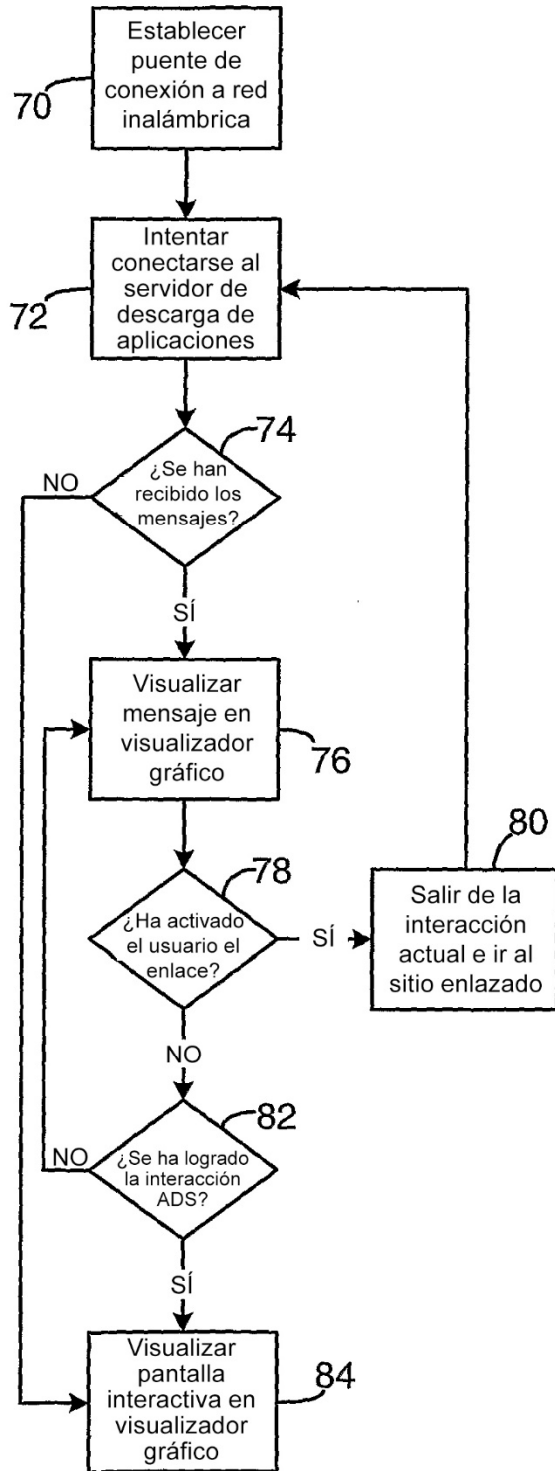 Establecer
puente de
conexión a red
inalámbrica
70
Intentar
conectarse al
servidor de
descarga de
aplicaciones
72
74
¿Se han
recibido los
mensajes?
NO
SÍ
Visualizar
mensaje en
visualizador
gráfico
76
78
¿Ha activado
el usuario el
enlace?
SÍ
80
Salir de la
interacción
actual e ir al
sitio enlazado
NO
82
¿Se ha logrado
la interacción
ADS?
NO
SÍ
Visualizar
pantalla
interactiva en
visualizador
gráfico
84